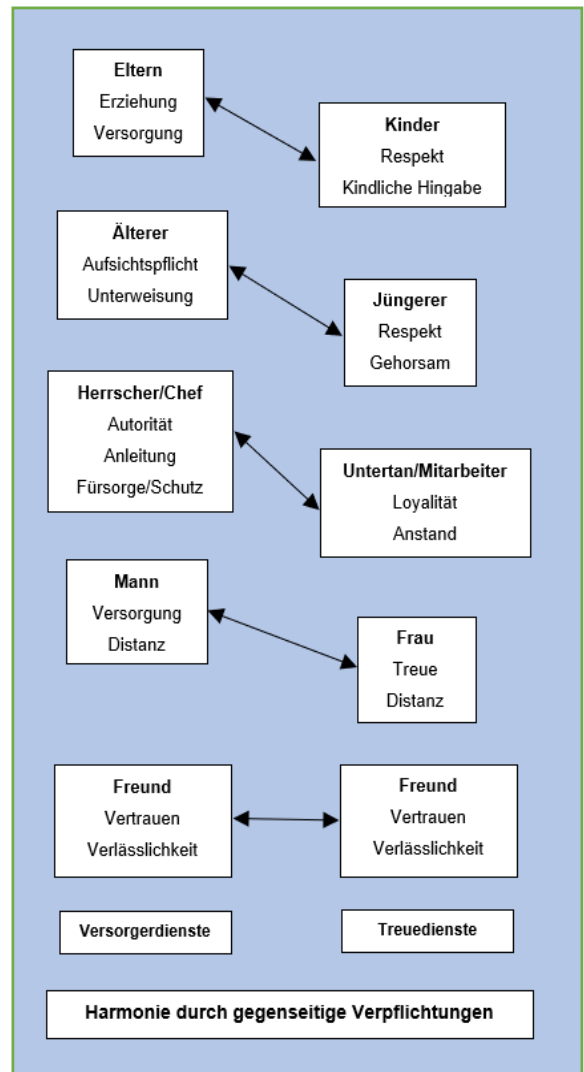 Eltern
Erziehung
Versorgung
Kinder
Respekt
Kindliche Hingabe
Älterer
Aufsichtspflicht
Unterweisung
Jüngerer
Respekt
Gehorsam
Herrscher/Chef
Autorität
Anleitung
Fürsorge/Schutz
Untertan/Mitarbeiter
Loyalität
Anstand
Mann
Versorgung
Distanz
Frau
Treue
Distanz
Freund
Vertrauen
Verlässlichkeit
Freund
Vertrauen
Verlässlichkeit
Versorgerdienste
Treuedienste
Harmonie durch gegenseitige Verpflichtungen